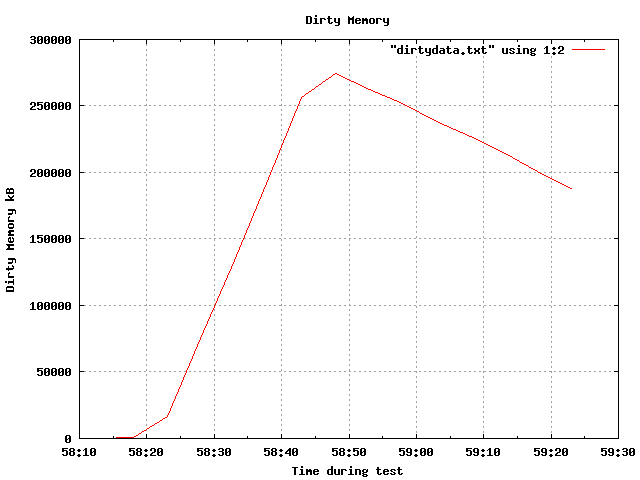 Dirty Memory
"dirtydata.txt" using 1:2
300000
250000
200000
150000
100000
50000
0
Dirty Memory kB
58:10 58:20 58:30 58:40 58:50 59:00 59:10 59:20 59:30
Time during test